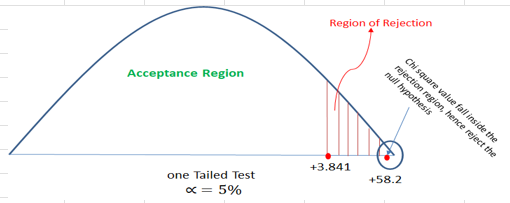 Region of Rejection
Acceptance Region
Chi square value fall inside the
rejection region, hence reject the
null hypothesis
+3.841
+58.2
one Tailed Test
∝ = 5%